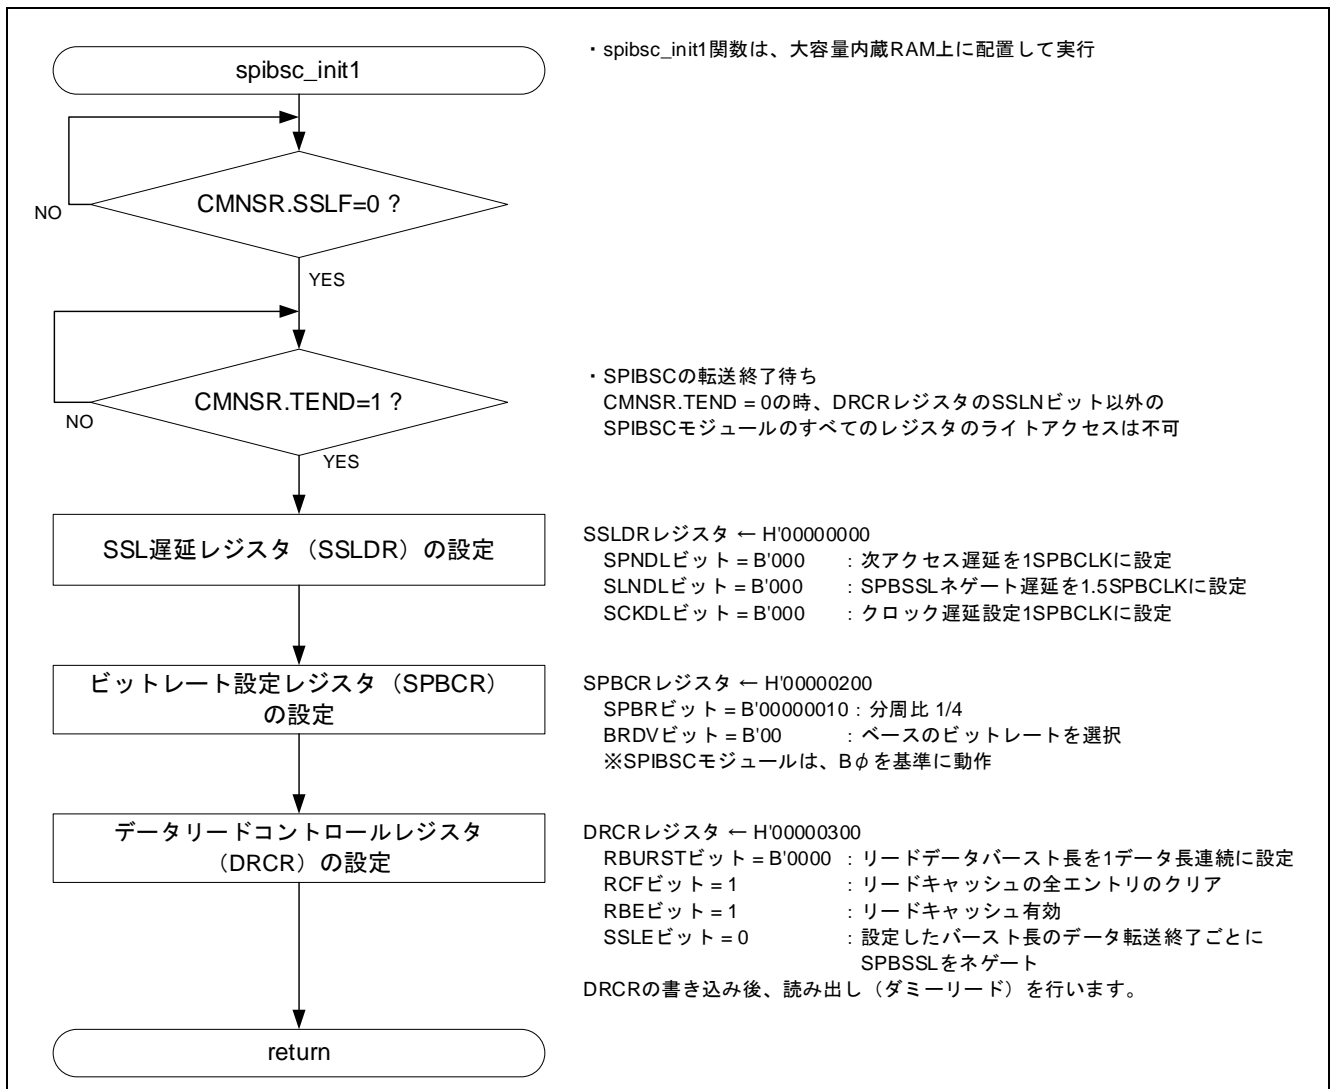 spibsc_init1
・spibsc_init1関数は、大容量内蔵RAM上に配置して実行
CMNSR.SSLF=0 ?
NO
YES
CMNSR.TEND=1 ?
NO
YES
・SPIBSCの転送終了待ち
CMNSR.TEND = 0の時、DRCRレジスタのSSLNビット以外の
SPIBSCモジュールのすべてのレジスタのライトアクセスは不可
SSL遅延レジスタ（SSLDR）の設定
SSLDRレジスタ ← H'00000000
SPNDLビット = B'000 : 次アクセス遅延を1SPBCLKに設定
SLNDLビット = B'000 : SPBSSLネゲート遅延を1.5SPBCLKに設定
SCKDLビット = B'000 : クロック遅延設定1SPBCLKに設定
ビットレート設定レジスタ（SPBCR）
の設定
SPBCRレジスタ ← H'00000200
SPBRビット = B'00000010 : 分周比 1/4
BRDVビット = B'00 : ベースのビットレートを選択
※SPIBSCモジュールは、Bφを基準に動作
データリードコントロールレジスタ
（DRCR）の設定
DRCRレジスタ ← H'00000300
RBURSTビット = B'0000 : リードデータバースト長を1データ長連続に設定
RCFビット = 1 : リードキャッシュの全エントリのクリア
RBEビット = 1 : リードキャッシュ有効
SSLEビット = 0 : 設定したバースト長のデータ転送終了ごとに
SPBSSLをネゲート
DRCRの書き込み後、読み出し（ダミーリード）を行います。
return